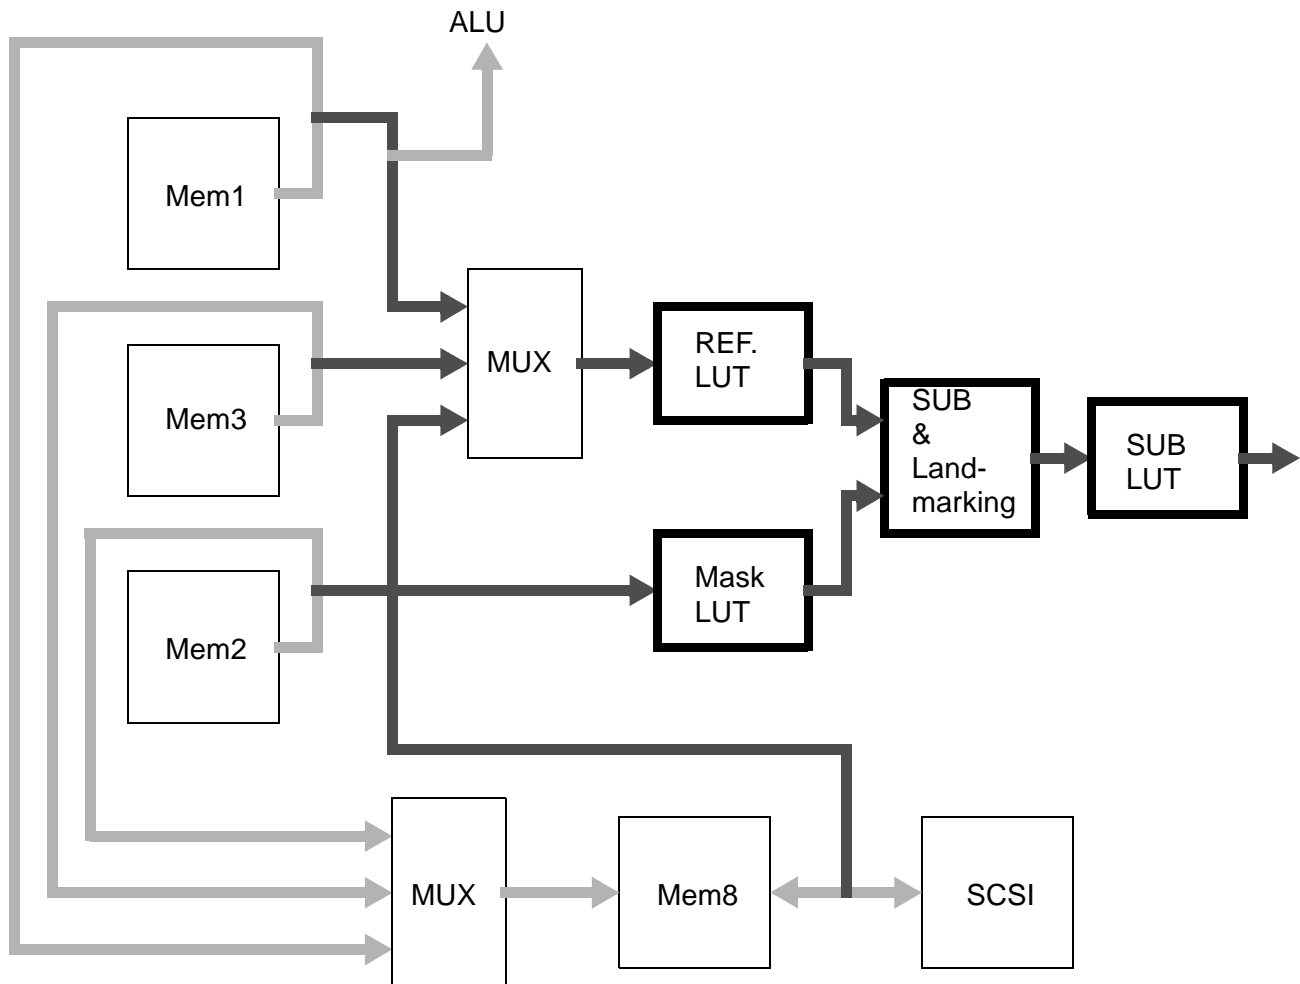 ALU
Mem1
Mem3
MUX
REF.
LUT
SUB
&
Land-
marking
SUB
LUT
Mem2
Mask
LUT
MUX
Mem8
SCSI